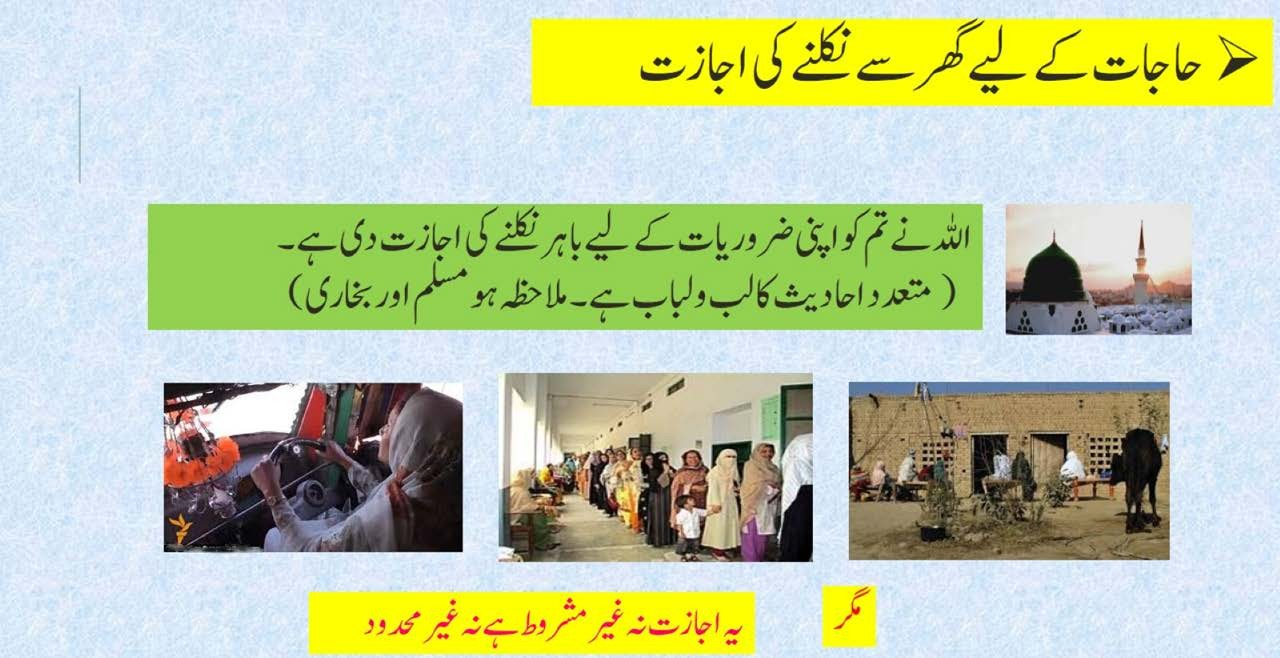 حاجات کے لیے گھر سے نکلنے کی اجازت
اللہ نے تم کو اپنی ضروریات کے لیے باہر نکلنے کی اجازت دی ہے۔
( متعدد احادیث کا لب ولباب ہے۔ ملاحظہ ہو مسلم اور بخاری)
مگر
یہ اجازت نہ غیر مشروط ہے نہ غیر محدود